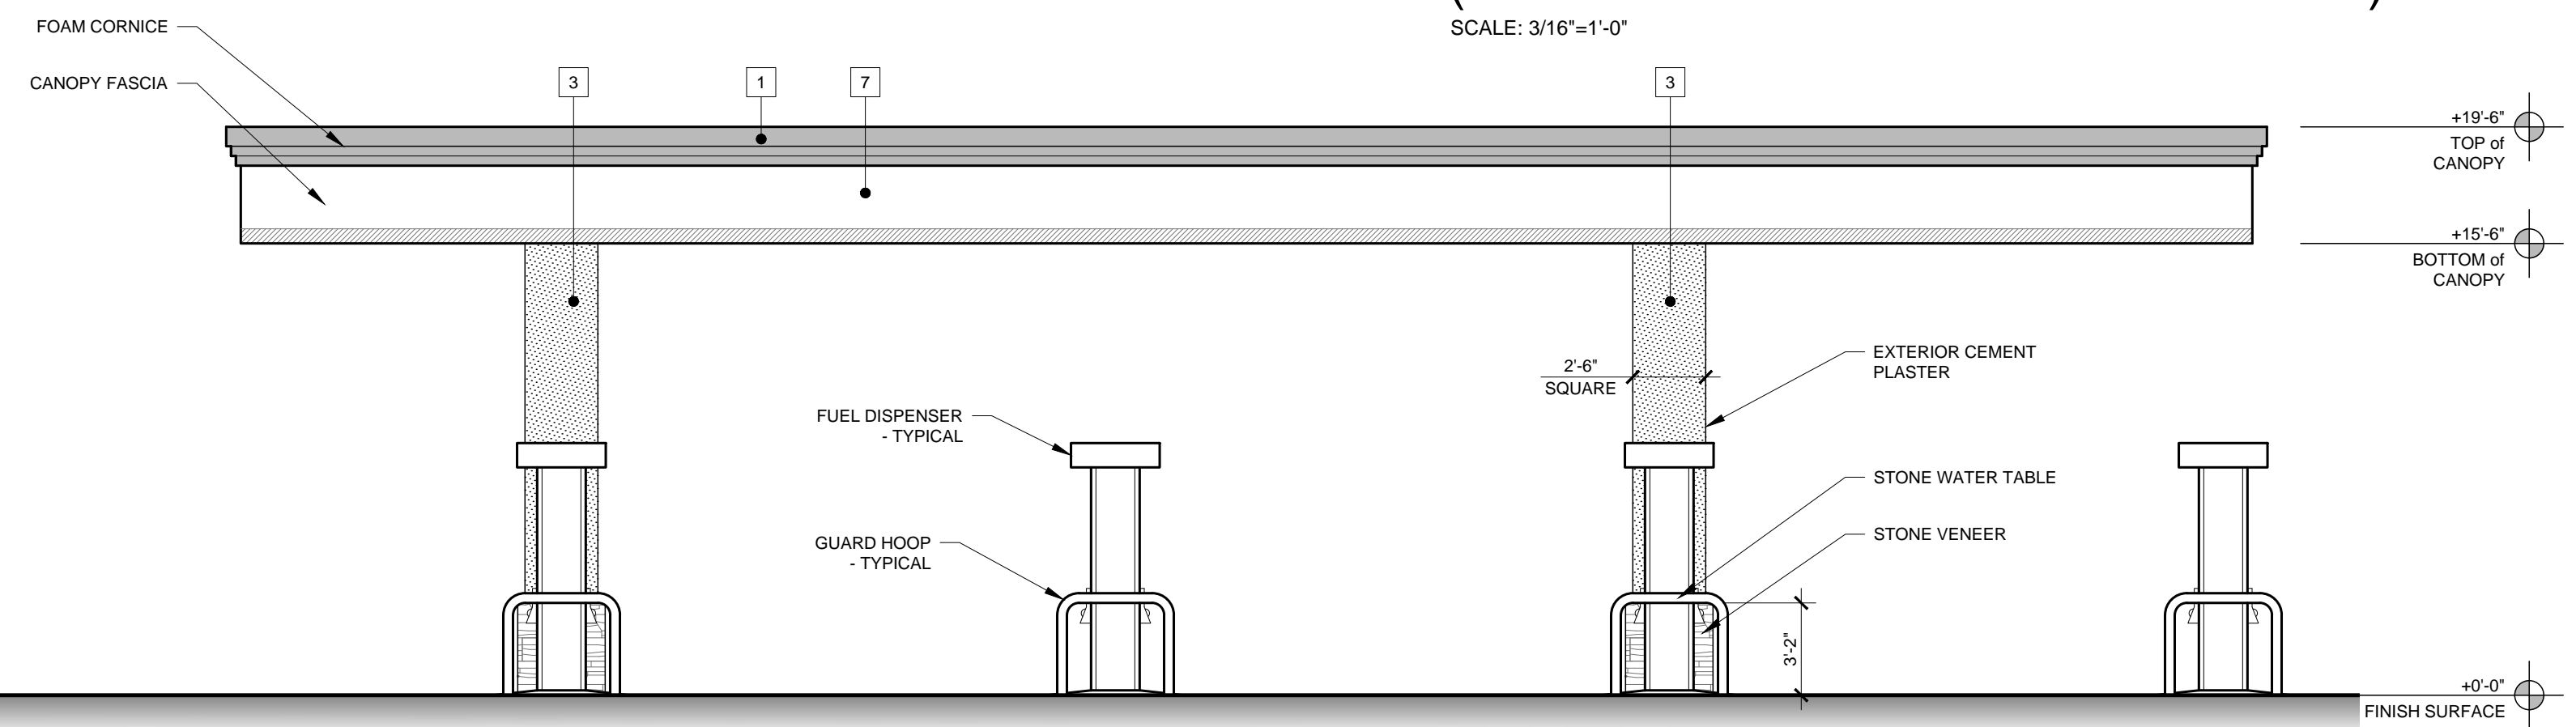 SCALE: 3/16"=1'-0"
FOAM CORNICE
CANOPY FASCIA
3
1
7
3
+19'-6"
TOP of
CANOPY
+15'-6"
BOTTOM of
CANOPY
EXTERIOR CEMENT
PLASTER
2'-6"
SQUARE
FUEL DISPENSER
- TYPICAL
STONE WATER TABLE
GUARD HOOP
- TYPICAL
STONE VENEER
3'-2"
+0'-0"
FINISH SURFACE